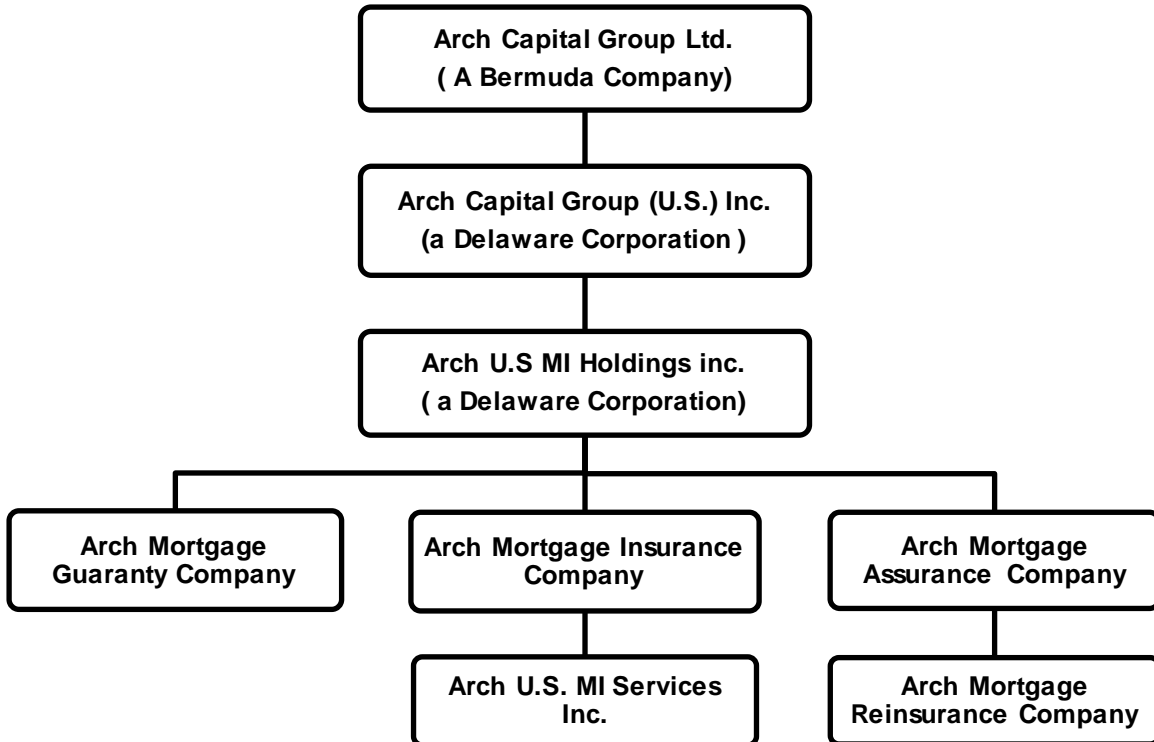 Arch Capital Group Ltd.
( A Bermuda Company)
Arch Capital Group (U.S.) Inc.
(a Delaware Corporation )
Arch U.S MI Holdings inc.
( a Delaware Corporation)
Arch Mortgage
Guaranty Company
Arch Mortgage Insurance
Company
Arch Mortgage
Assurance Company
Arch U.S. MI Services
Inc.
Arch Mortgage
Reinsurance Company